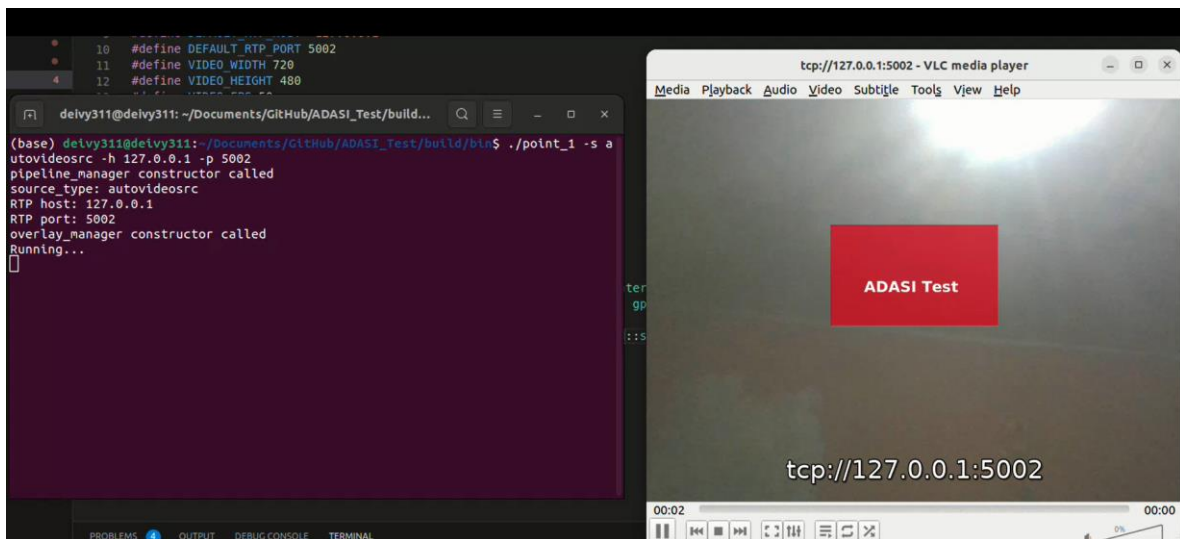 10 #define DEFAULT_RTP_PORT 5002
11 #define VIDEO_WIDTH 720
4 12 #define VIDEO_HEIGHT 480
deivy311@deivy311: ~/Documents/GitHub/ADASI_Test/build...
(base) deivy311@deivy311:~/Documents/GitHub/ADASI_Test/build/bin$ ./point_1 -s a
utovideosrc -h 127.0.0.1 -p 5002
pipeline_manager constructor called
source_type: autovideosrc
RTP host: 127.0.0.1
RTP port: 5002
overlay_manager constructor called
Running...
ter
gp
::s
PROBLEMS 4 OUTPUT DEBUG CONSOLE TERMINAL
tcp://127.0.0.1:5002 - VLC media player
Media Playback Audio Video Subtitle Tools View Help
ADASI Test
tcp://127.0.0.1:5002
00:02 00:00
0%